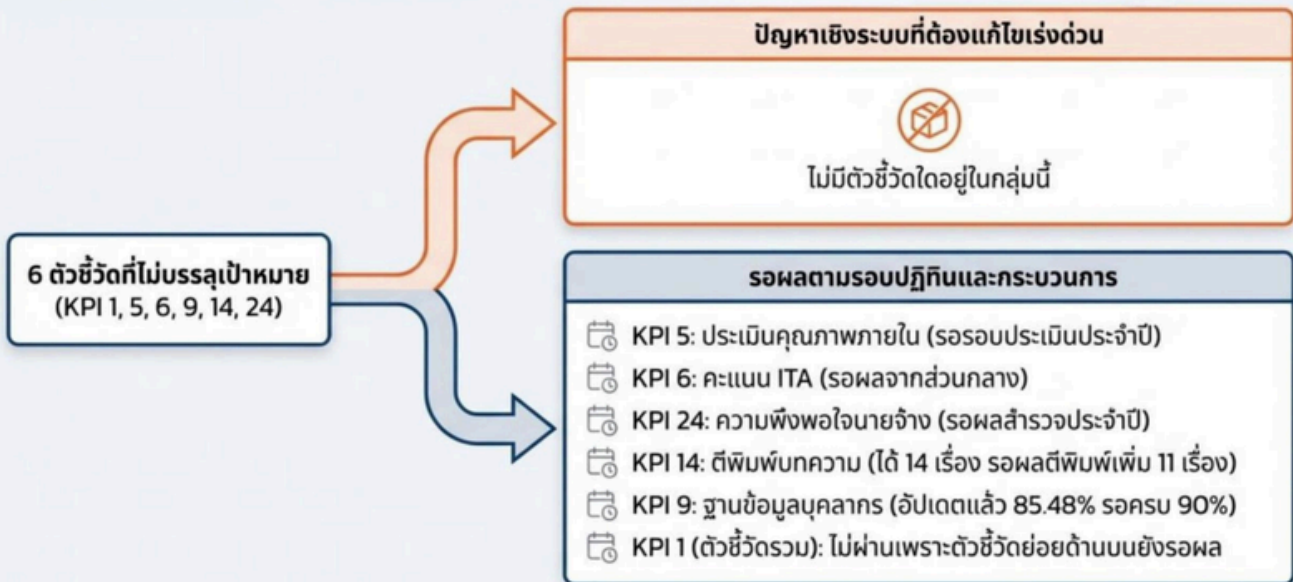 6 ตัวชี้วัดที่ไม่บรรลุเป้าหมาย
(KPI 1, 5, 6, 9, 14, 24)
ปัญหาเชิงระบบที่ต้องแก้ไขเร่งด่วน
ไม่มีตัวชี้วัดใดอยู่ในกลุ่มนี้
รอผลตามรอบปฏิทินและกระบวนการ
KPI 5: ประเมินคุณภาพภายใน (รอรอบประเมินประจำปี)
KPI 6: คะแนน ITA (รอผลจากส่วนกลาง)
KPI 24: ความพึงพอใจนายจ้าง (รอผลสำรวจประจำปี)
KPI 14: ตีพิมพ์บทความ (ได้ 14 เรื่อง รอผลตีพิมพ์เพิ่ม 11 เรื่อง)
KPI 9: ฐานข้อมูลบุคลากร (อัปเดตแล้ว 85.48% รอครบ 90%)
KPI 1 (ตัวชี้วัดรวม): ไม่ผ่านเพราะตัวชี้วัดย่อยด้านบนยังรอผล